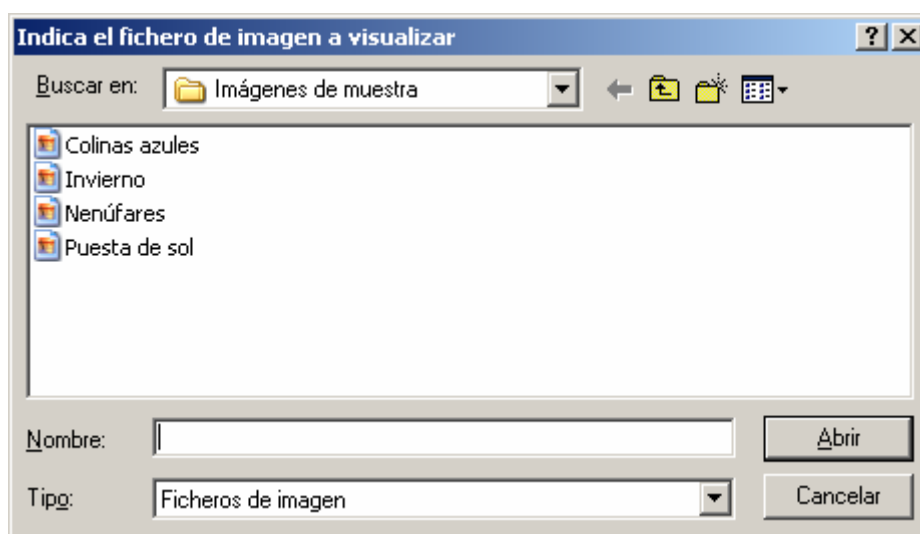 Indica el fichero de imagen a visualizar
Buscar en: Imágenes de muestra
Colinas azules
Invierno
Nenúfares
Puesta de sol
Nombre: Abrir
Tipo: Ficheros de imagen Cancelar